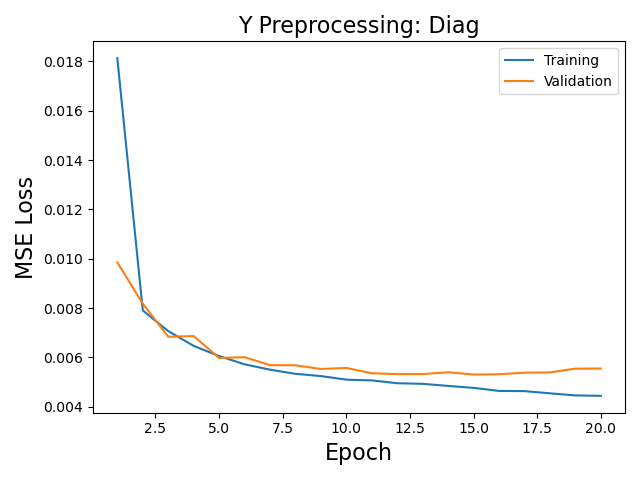 Y Preprocessing: Diag
Training
Validation
MSE Loss
0.018
0.016
0.014
0.012
0.010
0.008
0.006
0.004
2.5 5.0 7.5 10.0 12.5 15.0 17.5 20.0
Epoch